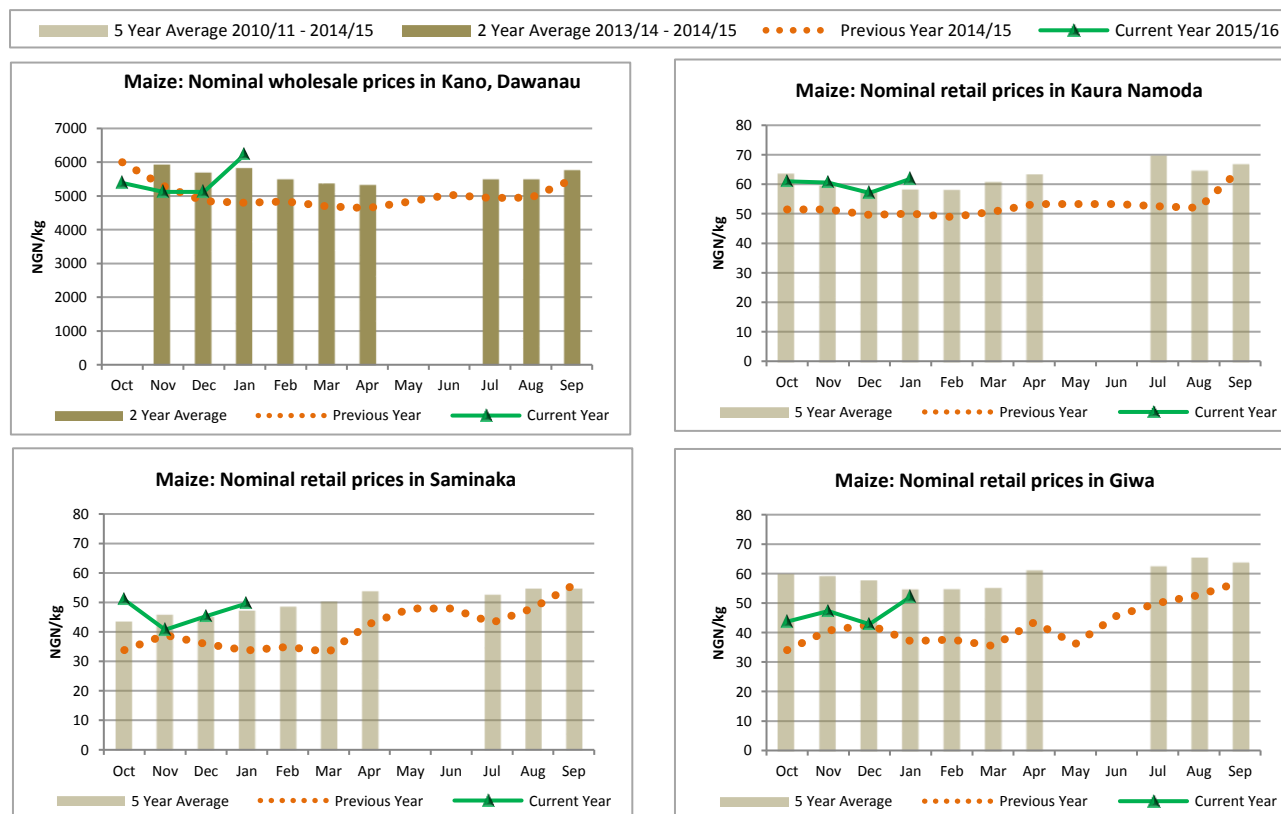 5 Year Average 2010/11 - 2014/15 2 Year Average 2013/14 - 2014/15 Previous Year 2014/15 Current Year 2015/16
Maize: Nominal wholesale prices in Kano, Dawanau
7000
6000
5000
4000
3000
2000
1000
0
NGN/kg
Oct Nov Dec Jan Feb Mar Apr May Jun Jul Aug Sep
2 Year Average Previous Year Current Year
Maize: Nominal retail prices in Kaura Namoda
80
70
60
50
40
30
20
10
0
NGN/kg
Oct Nov Dec Jan Feb Mar Apr May Jun Jul Aug Sep
5 Year Average Previous Year Current Year
Maize: Nominal retail prices in Saminaka
80
70
60
50
40
30
20
10
0
NGN/kg
Oct Nov Dec Jan Feb Mar Apr May Jun Jul Aug Sep
5 Year Average Previous Year Current Year
Maize: Nominal retail prices in Giwa
80
70
60
50
40
30
20
10
0
NGN/kg
Oct Nov Dec Jan Feb Mar Apr May Jun Jul Aug Sep
5 Year Average Previous Year Current Year